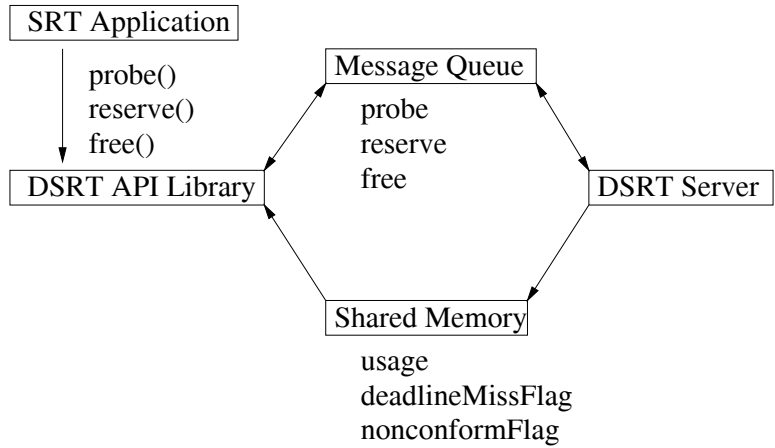 SRT Application
probe()
reserve()
free()
DSRT API Library
Message Queue
probe
reserve
free
DSRT Server
Shared Memory
usage
deadlineMissFlag
nonconformFlag